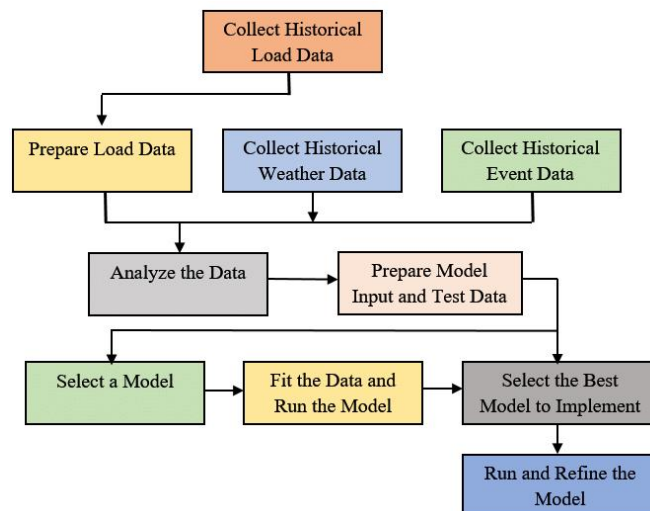 Collect Historical
Load Data
Prepare Load Data
Collect Historical
Weather Data
Collect Historical
Event Data
Analyze the Data
Prepare Model
Input and Test Data
Select a Model
Fit the Data and
Run the Model
Select the Best
Model to Implement
Run and Refine the
Model